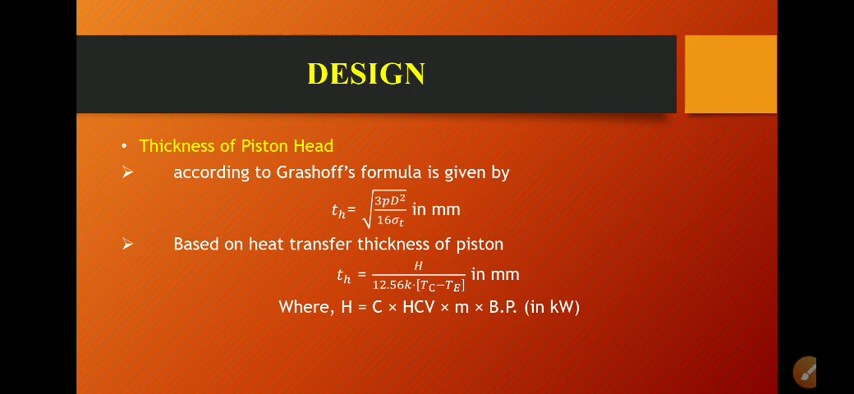 DESIGN
• Thickness of Piston Head
➢ according to Grashoff's formula is given by
t_h= √(3pD²/16σ_t) in mm
➢ Based on heat transfer thickness of piston
t_h = H/(12.56k·[T_C−T_E]) in mm
Where, H = C × HCV × m × B.P. (in kW)